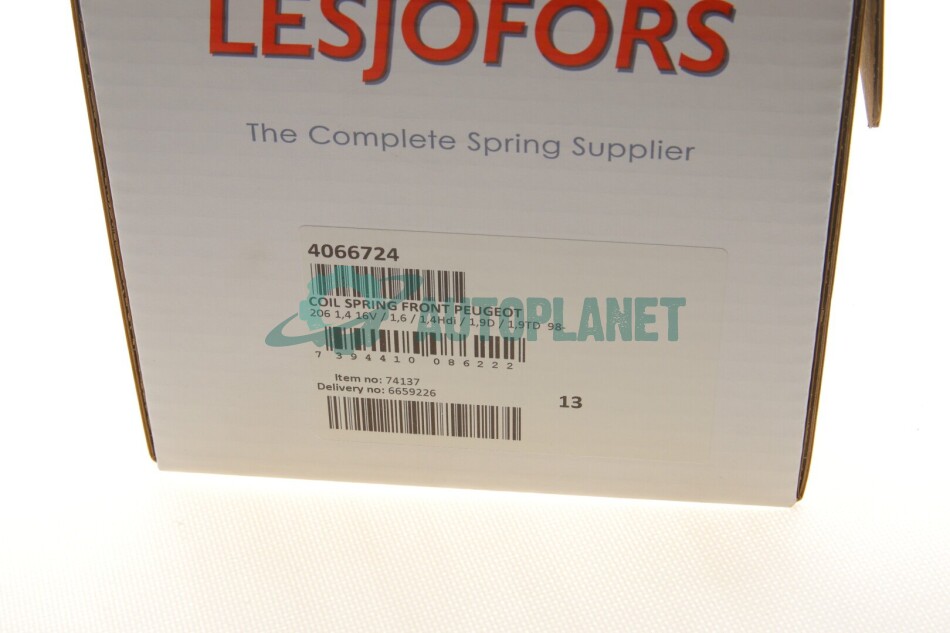 LESJOFORS
The Complete Spring Supplier
4066724
COIL SPRING FRONT PEUGEOT
206 1,4 16V / 1,6 / 1,4Hdi / 1,9D / 1,9TD 98-
AUTOPLANET
7 394410 086222
Item no: 74137
Delivery no: 6659226
13